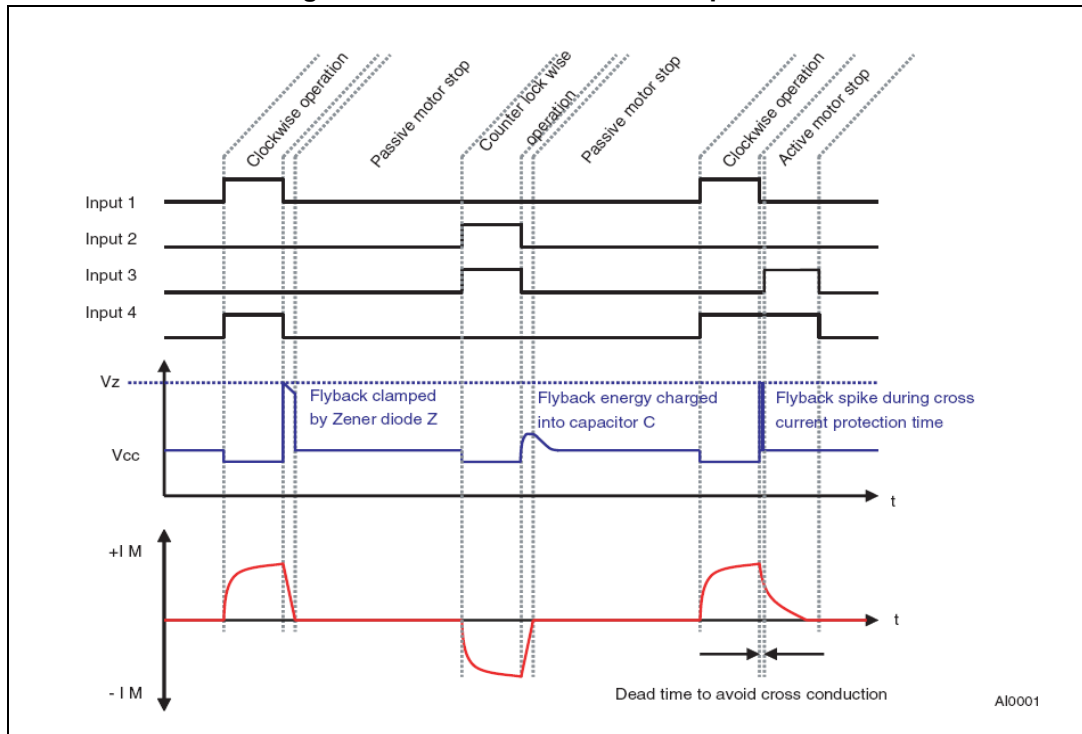 Clockwise operation
Passive motor stop
Counter lock wise
operation
Passive motor stop
Clockwise operation
Active motor stop
Input 1
Input 2
Input 3
Input 4
Vz
Flyback clamped
by Zener diode Z
Flyback energy charged
into capacitor C
Flyback spike during cross
current protection time
Vcc
t
+I M
t
- I M
Dead time to avoid cross conduction
AI0001